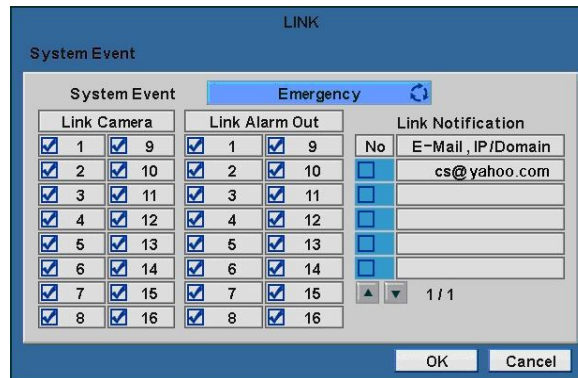 LINK
System Event
System Event Emergency
Link Camera Link Alarm Out Link Notification
No E-Mail , IP/Domain
1 9 1 9
2 10 2 10 cs@yahoo.com
3 11 3 11
4 12 4 12
5 13 5 13
6 14 6 14
7 15 7 15 1 / 1
8 16 8 16
OK Cancel